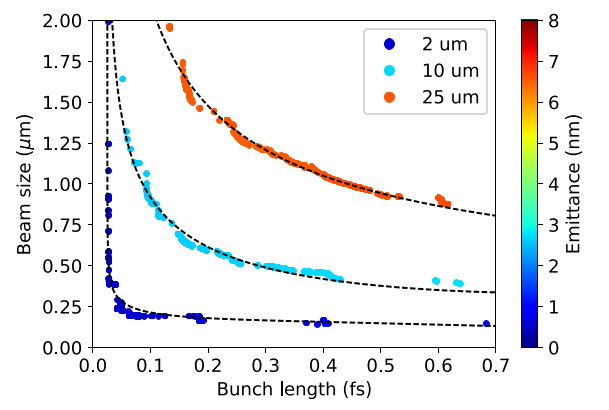 2.00
1.75
1.50
1.25
1.00
0.75
0.50
0.25
0.00
Beam size (μm)
0.0 0.1 0.2 0.3 0.4 0.5 0.6 0.7
Bunch length (fs)
2 um
10 um
25 um
8
7
6
5
4
3
2
1
0
Emittance (nm)